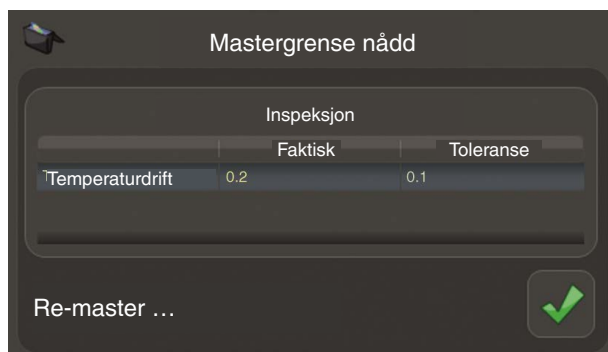 Mastergrense nådd
Inspeksjon
Faktisk Toleranse
Temperaturdrift 0.2 0.1
Re-master …